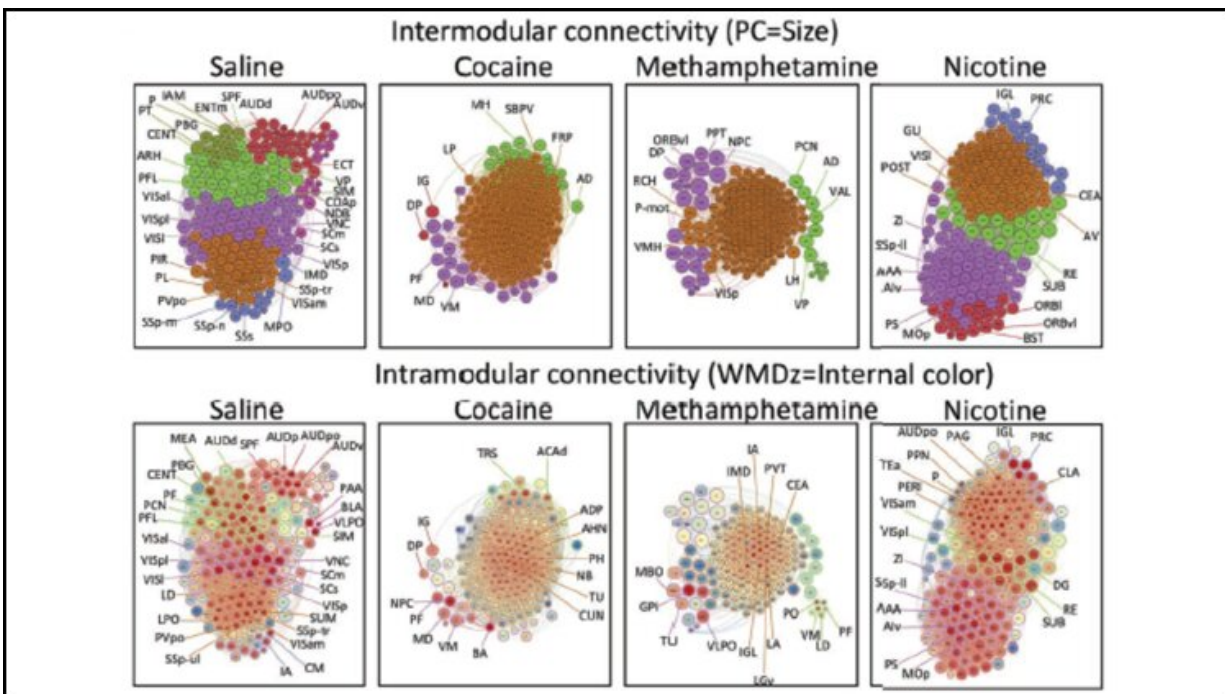 Intermodular connectivity (PC=Size)
Saline
Cocaine
Methamphetamine
Nicotine
P
IAM
SPF
AUDpo
PT
ENTm
AUDd
AUDv
PBG
CENT
ARH
PFL
VISal
VISpl
VISl
PIR
PL
PVpo
SSp-m
SSp-n
SSs
MPO
VISam
SSp-tr
IMD
VISp
SCs
SCm
VNC
NDB
COAp
SIM
VP
ECT
MH
SBPV
LP
FRP
IG
AD
DP
PF
MD
VM
ORBvl
PPT
NPC
DP
PCN
RCH
AD
P-mot
VAL
VMH
VISp
LH
VP
IGL
PRC
GU
VISl
POST
CEA
ZI
AV
SSp-ll
RE
AAA
SUB
AIv
ORBl
PS
ORBvl
MOp
BST
Intramodular connectivity (WMDz=Internal color)
Saline
Cocaine
Methamphetamine
Nicotine
MEA
AUDd
SPF
AUDp
AUDpo
AUDv
PBG
CENT
PF
PCN
PFL
VISal
VISpl
VISl
LD
LPO
PVpo
SSp-ul
IA
CM
VISam
SSp-tr
SUM
VISp
SCs
SCm
VNC
SIM
VLPO
BLA
PAA
TRS
ACAd
IG
ADP
DP
AHN
PH
NB
NPC
TU
PF
CUN
MD
VM
BA
IA
IMD
PVT
CEA
MBO
GPi
PO
TU
VLPO
IGL
LA
VM
LD
PF
LGv
AUDpo
PAG
IGL
PRC
PPN
TEa
P
CLA
PERI
VISam
VISpl
ZI
SSp-ll
DG
AAA
RE
AIv
SUB
PS
MOp